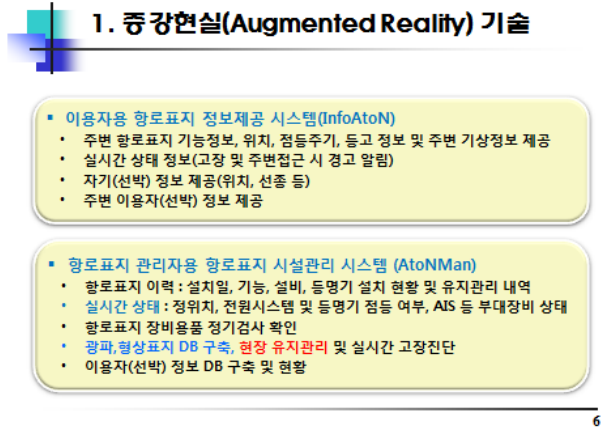 1. 증강현실(Augmented Reality) 기술
▪ 이용자용 항로표지 정보제공 시스템(InfoAtoN)
• 주변 항로표지 기능정보, 위치, 점등주기, 등고 정보 및 주변 기상정보 제공
• 실시간 상태 정보(고장 및 주변접근 시 경고 알림)
• 자기(선박) 정보 제공(위치, 선종 등)
• 주변 이용자(선박) 정보 제공
▪ 항로표지 관리자용 항로표지 시설관리 시스템 (AtoNMan)
• 항로표지 이력 : 설치일, 기능, 설비, 등명기 설치 현황 및 유지관리 내역
• 실시간 상태 : 정위치, 전원시스템 및 등명기 점등 여부, AIS 등 부대장비 상태
• 항로표지 장비용품 정기검사 확인
• 광파,형상표지 DB 구축, 현장 유지관리 및 실시간 고장진단
• 이용자(선박) 정보 DB 구축 및 현황
6